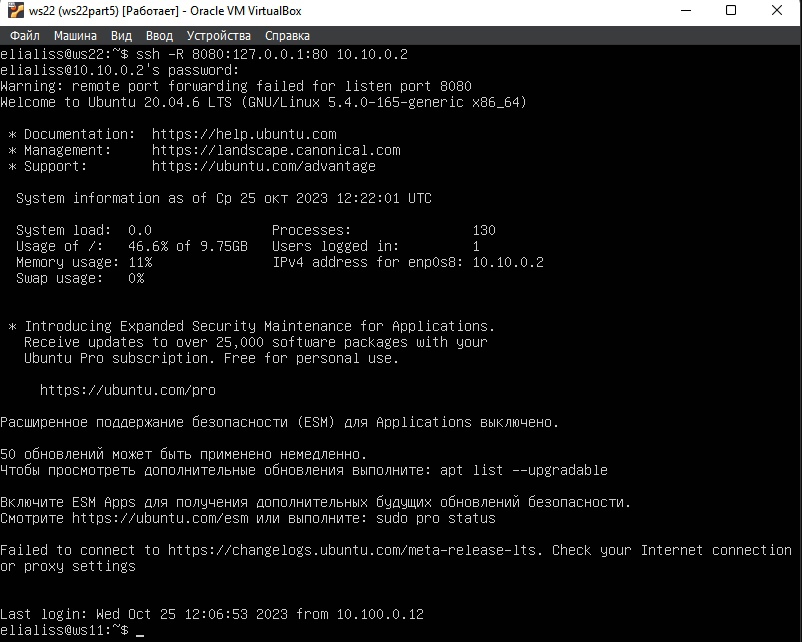 ws22 (ws22part5) [Работает] - Oracle VM VirtualBox
Файл Машина Вид Ввод Устройства Справка
elialiss@ws22:~$ ssh -R 8080:127.0.0.1:80 10.10.0.2
elialiss@10.10.0.2's password:
Warning: remote port forwarding failed for listen port 8080
Welcome to Ubuntu 20.04.6 LTS (GNU/Linux 5.4.0-165-generic x86_64)
* Documentation: https://help.ubuntu.com
* Management: https://landscape.canonical.com
* Support: https://ubuntu.com/advantage
System information as of Ср 25 окт 2023 12:22:01 UTC
System load: 0.0 Processes: 130
Usage of /: 46.6% of 9.75GB Users logged in: 1
Memory usage: 11% IPv4 address for enp0s8: 10.10.0.2
Swap usage: 0%
* Introducing Expanded Security Maintenance for Applications.
Receive updates to over 25,000 software packages with your
Ubuntu Pro subscription. Free for personal use.
https://ubuntu.com/pro
Расширенное поддержание безопасности (ESM) для Applications выключено.
50 обновлений может быть применено немедленно.
Чтобы просмотреть дополнительные обновления выполните: apt list --upgradable
Включите ESM Apps для получения дополнительных будущих обновлений безопасности.
Смотрите https://ubuntu.com/esm или выполните: sudo pro status
Failed to connect to https://changelogs.ubuntu.com/meta-release-lts. Check your Internet connection
or proxy settings
Last login: Wed Oct 25 12:06:53 2023 from 10.100.0.12
elialiss@ws11:~$ _